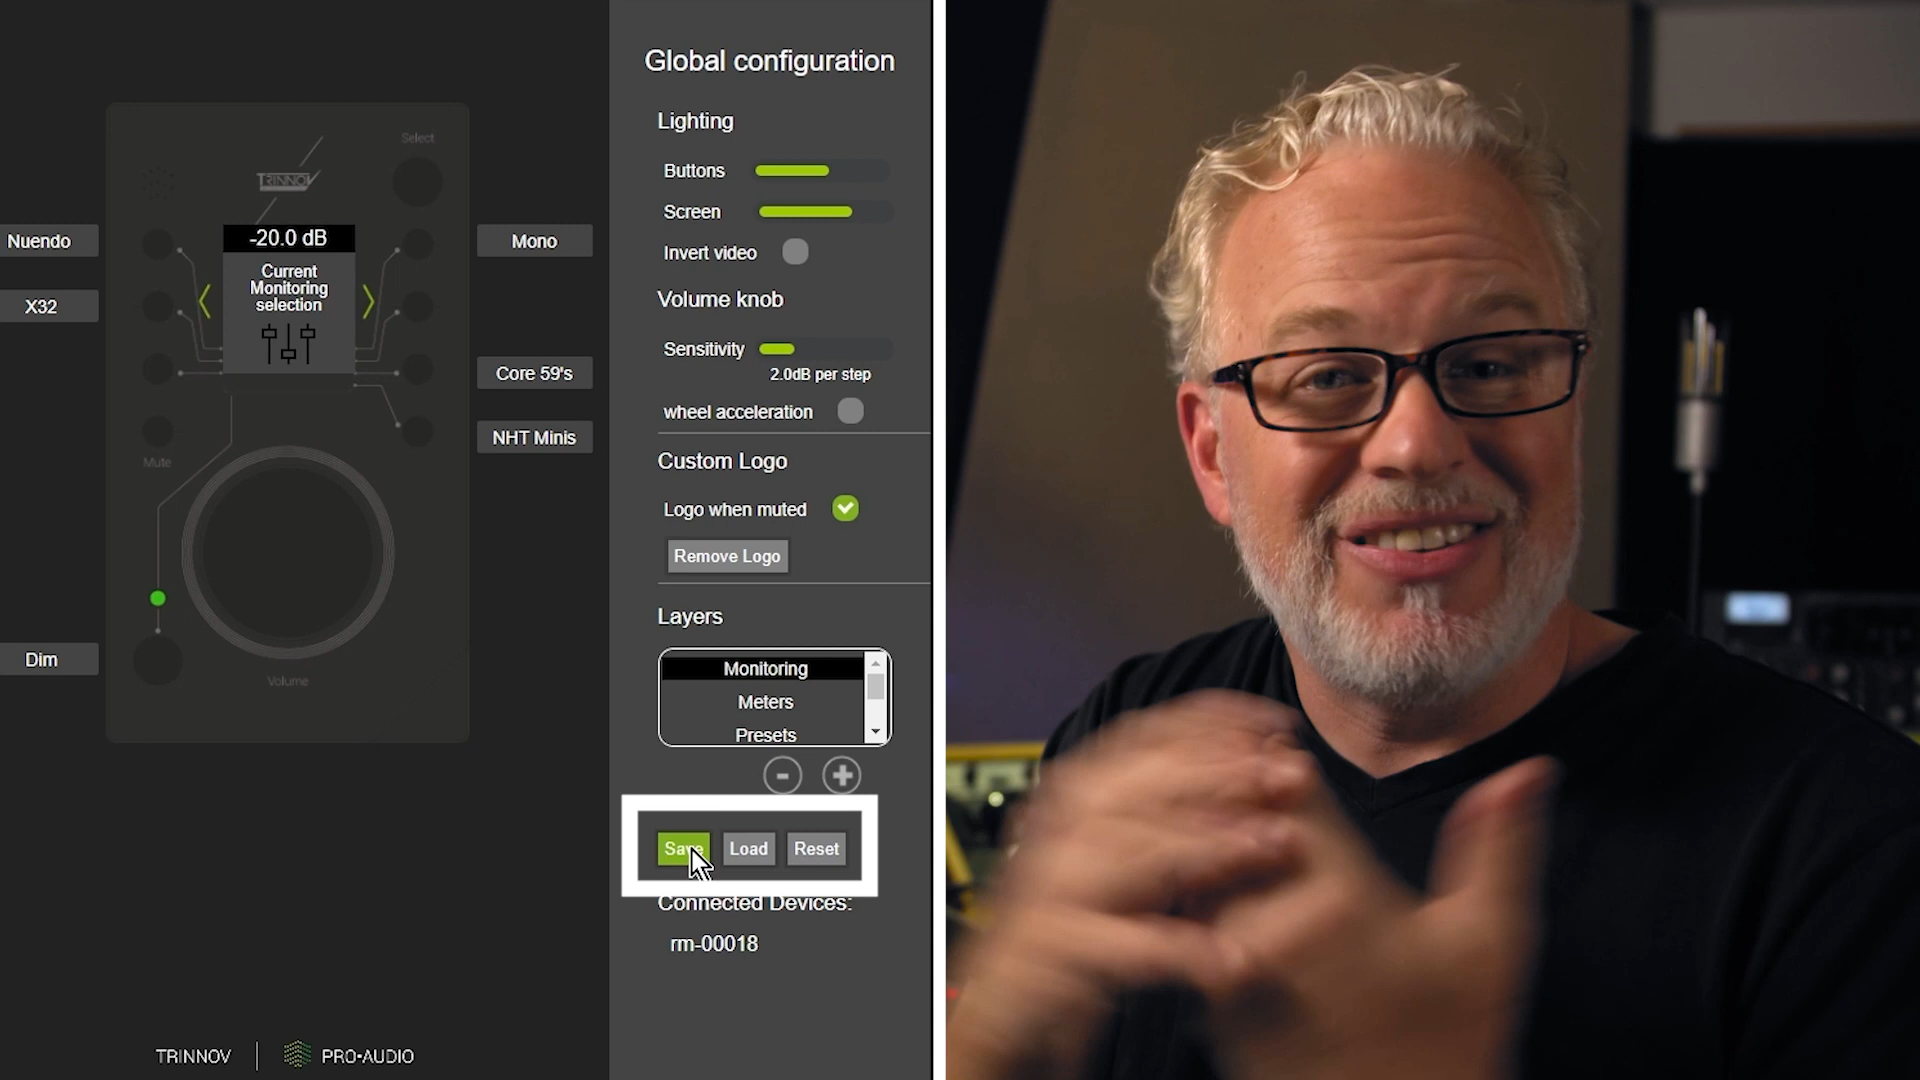 Select
TRINNOV
Nuendo
-20.0 dB
Mono
Current
Monitoring
selection
X32
Core 59's
NHT Minis
Mute
Dim
Volume
TRINNOV
PRO-AUDIO
Global configuration
Lighting
Buttons
Screen
Invert video
Volume knob
Sensitivity
2.0dB per step
wheel acceleration
Custom Logo
Logo when muted
Remove Logo
Layers
Monitoring
Meters
Presets
Save Load Reset
Connected Devices:
rm-00018